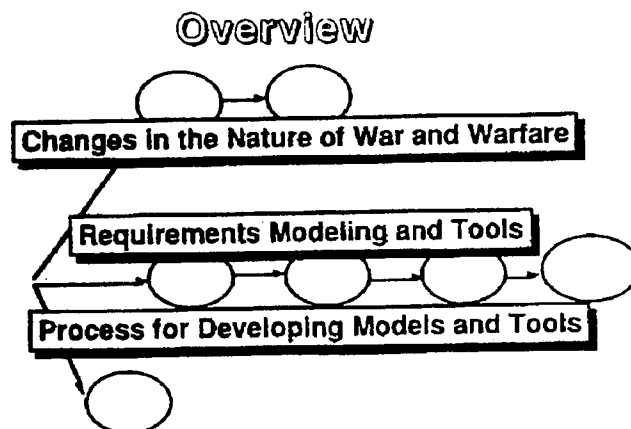 Overview
Changes in the Nature of War and Warfare
Requirements Modeling and Tools
Process for Developing Models and Tools